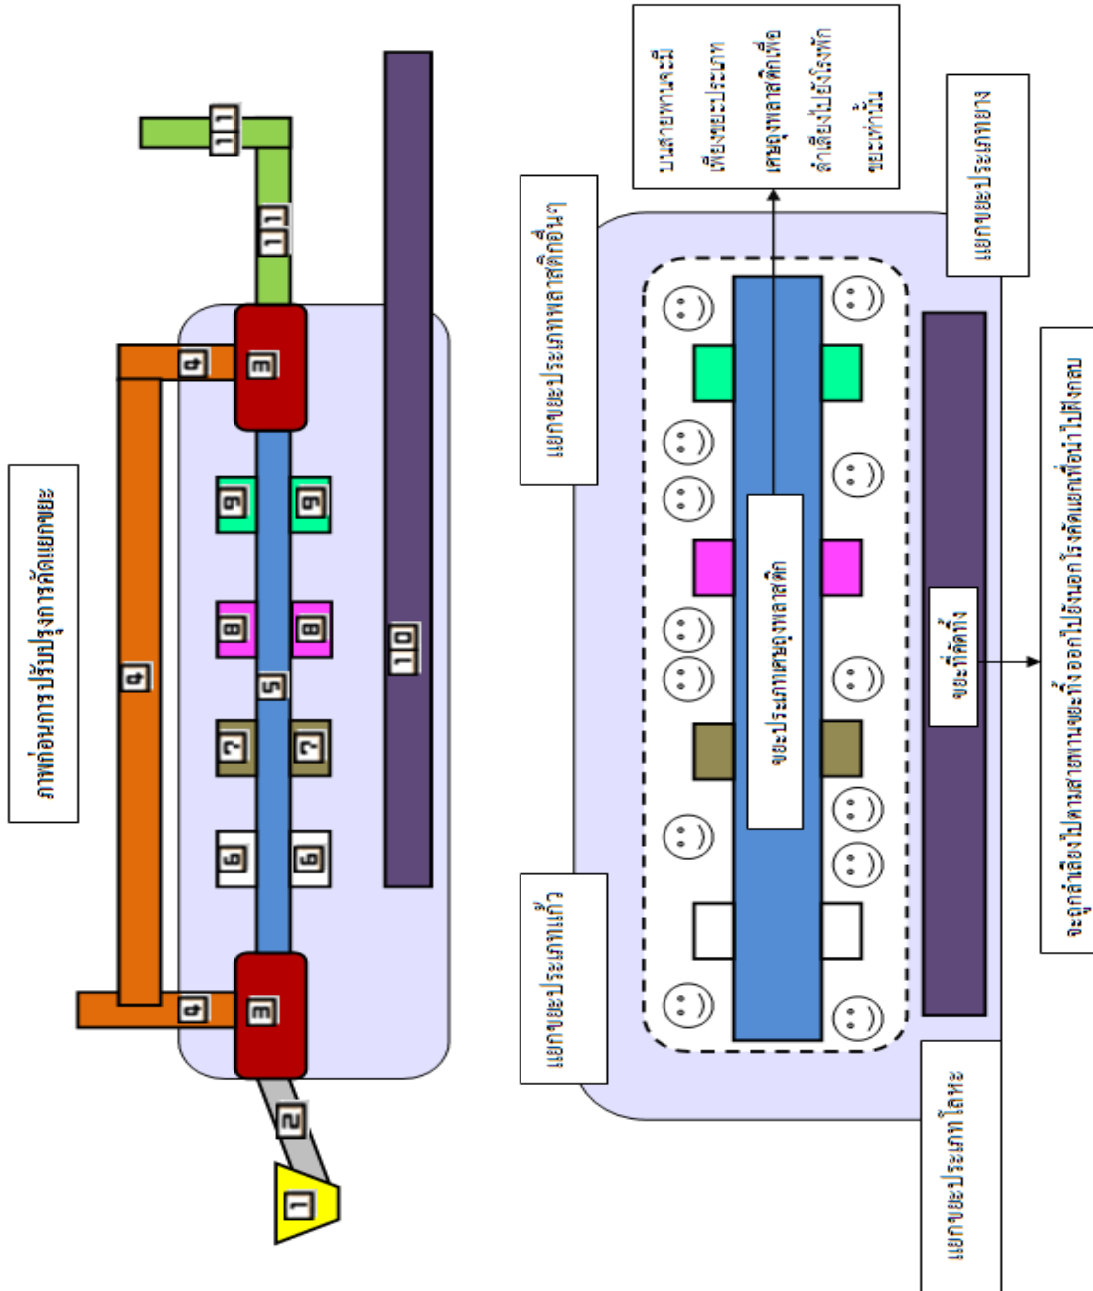 ภาพก่อนการปรับปรุงการคัดแยกขยะ
4
4
4
11
11
3
3
9
8
7
6
5
9
8
7
6
2
1
10
แยกขยะประเภทแก้ว
แยกขยะประเภทพลาสติกอื่นๆ
บนสายพานจะมี
เพียงขยะประเภท
เศษถุงพลาสติกเพื่อ
ลำเลียงไปยังโรงพัก
ขยะเท่านั้น
ขยะประเภทเศษถุงพลาสติก
ขยะที่คัดทิ้ง
แยกขยะประเภทโลหะ
แยกขยะประเภทยาง
จะถูกลำเลียงไปตามสายพานขยะทิ้ง ออกไปยังนอกโรงคัดแยกเพื่อนำไปฝังกลบ